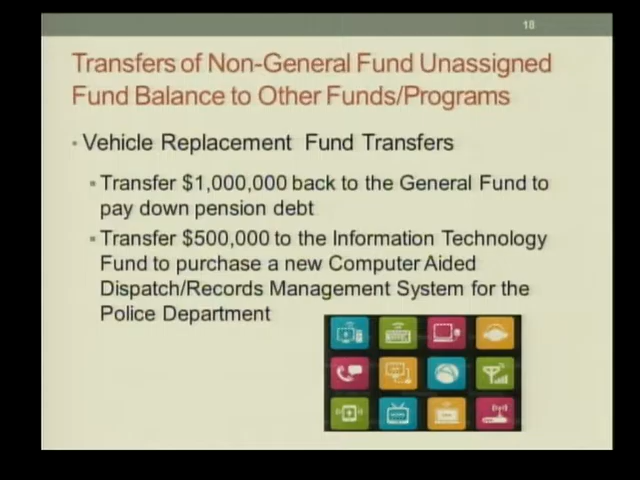 18
Transfers of Non-General Fund Unassigned
Fund Balance to Other Funds/Programs
Vehicle Replacement Fund Transfers
Transfer $1,000,000 back to the General Fund to
pay down pension debt
Transfer $500,000 to the Information Technology
Fund to purchase a new Computer Aided
Dispatch/Records Management System for the
Police Department